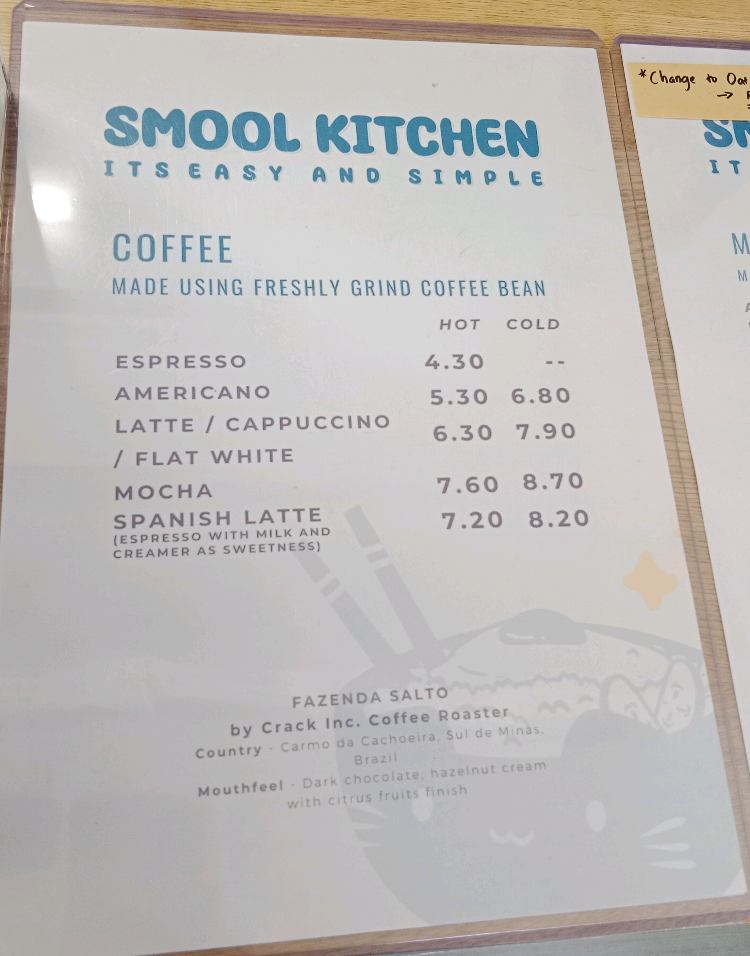 SMOOL KITCHEN
ITS EASY AND SIMPLE
COFFEE
MADE USING FRESHLY GRIND COFFEE BEAN
HOT COLD
ESPRESSO 4.30 --
AMERICANO 5.30 6.80
LATTE / CAPPUCCINO 6.30 7.90
/ FLAT WHITE
MOCHA 7.60 8.70
SPANISH LATTE 7.20 8.20
(ESPRESSO WITH MILK AND
CREAMER AS SWEETNESS)
FAZENDA SALTO
by Crack Inc. Coffee Roaster
Country - Carmo da Cachoeira, Sul de Minas,
Brazil
Mouthfeel - Dark chocolate, hazelnut cream
with citrus fruits finish
*Change to Oat
→